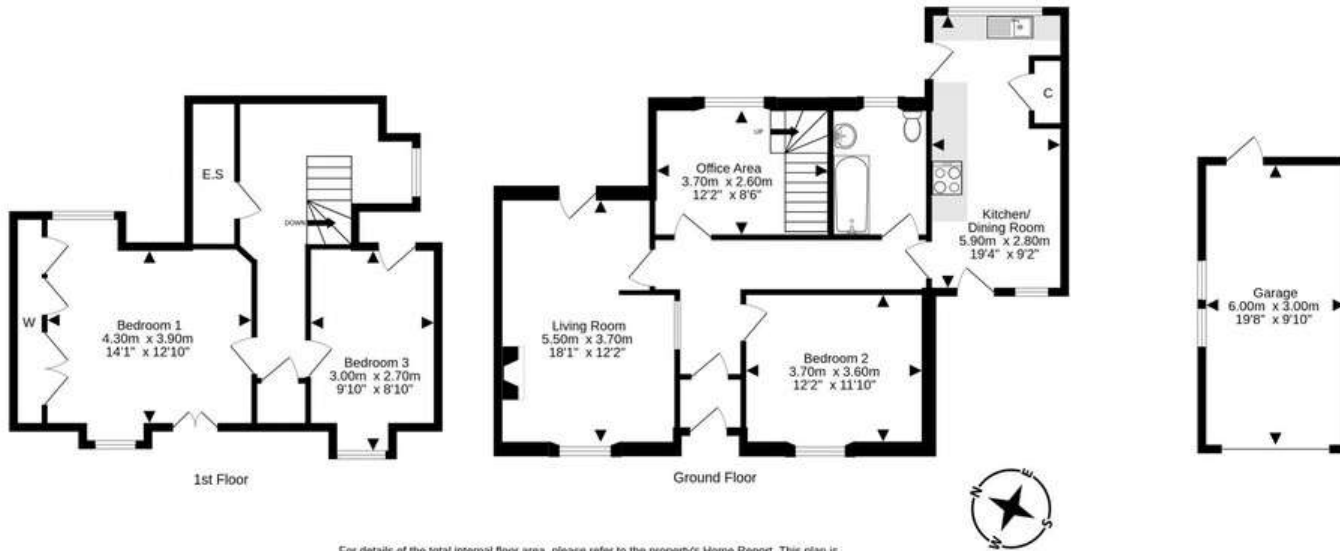 E.S
DOWN
W
Bedroom 1
4.30m x 3.90m
14'1" x 12'10"
Bedroom 3
3.00m x 2.70m
9'10" x 8'10"
1st Floor
UP
Office Area
3.70m x 2.60m
12'2" x 8'6"
C
Kitchen/
Dining Room
5.90m x 2.80m
19'4" x 9'2"
Living Room
5.50m x 3.70m
18'1" x 12'2"
Bedroom 2
3.70m x 3.60m
12'2" x 11'10"
Ground Floor
Garage
6.00m x 3.00m
19'8" x 9'10"
N
E
S
W
For details of the total internal floor area, please refer to the property's Home Report. This plan is